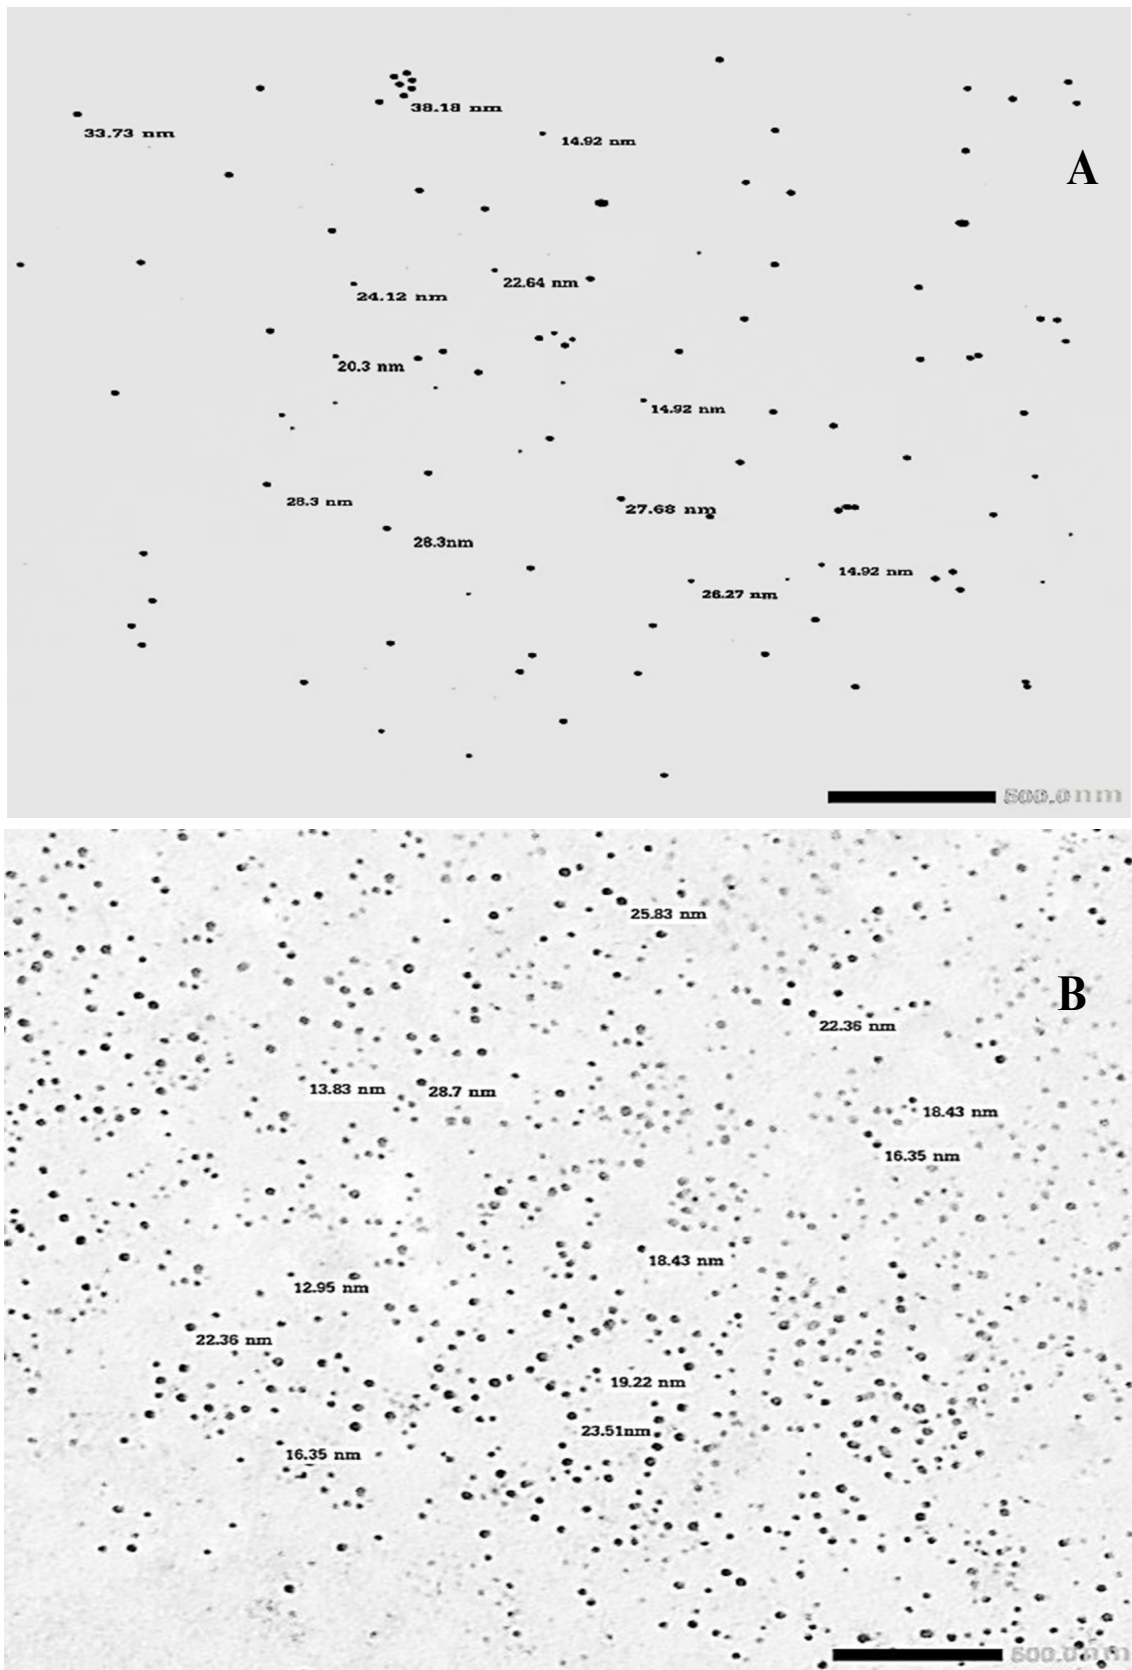 38.18 nm
33.73 nm
14.92 nm
A
22.64 nm
24.12 nm
20.3 nm
14.92 nm
28.3 nm
27.68 nm
28.3nm
14.92 nm
26.27 nm
500.0nm
25.83 nm
B
22.36 nm
13.83 nm
28.7 nm
18.43 nm
16.35 nm
18.43 nm
12.95 nm
22.36 nm
19.22 nm
23.51nm
16.35 nm
500.0nm